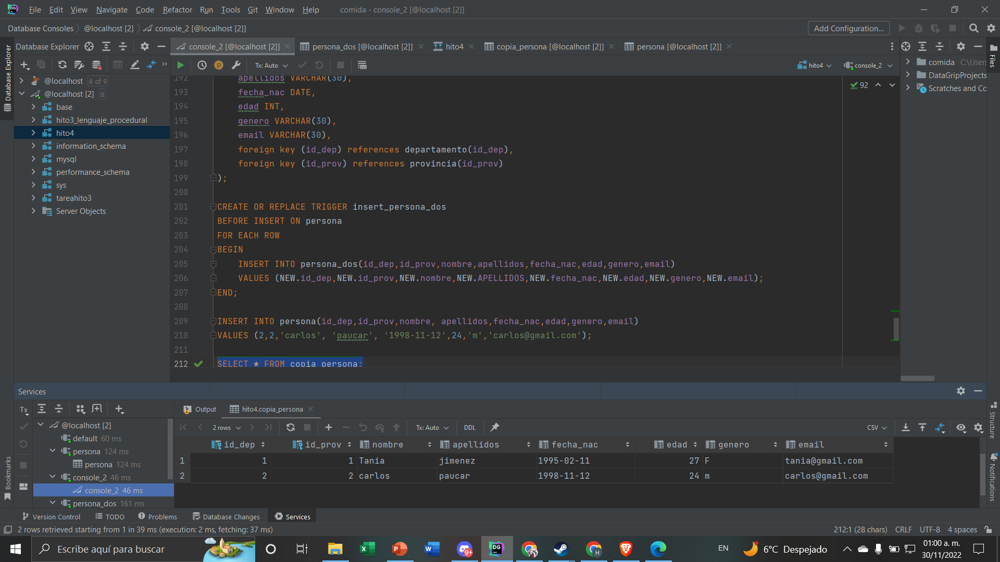 File Edit View Navigate Code Refactor Run Tools Git Window Help comida - console_2 [@localhost [2]]
Database Consoles @localhost [2] console_2 [@localhost [2]] Add Configuration...
Database Explorer
console_2 [@localhost [2]] persona_dos [@localhost [2]] hito4 copia_persona [@localhost [2]] persona [@localhost [2]]
Tx: Auto hito4 console_2
Database Explorer
@localhost 6 of 9
@localhost [2] 8
base
hito3_lenguaje_procedural
hito4
information_schema
mysql
performance_schema
sys
tareahito3
Server Objects
192 apellidos VARCHAR(30),
193 fecha_nac DATE,
194 edad INT,
195 genero VARCHAR(30),
196 email VARCHAR(30),
197 foreign key (id_dep) references departamento(id_dep),
198 foreign key (id_prov) references provincia(id_prov)
199 );
200
201 CREATE OR REPLACE TRIGGER insert_persona_dos
202 BEFORE INSERT ON persona
203 FOR EACH ROW
204 BEGIN
205 INSERT INTO persona_dos(id_dep,id_prov,nombre,apellidos,fecha_nac,edad,genero,email)
206 VALUES (NEW.id_dep,NEW.id_prov,NEW.nombre,NEW.APELLIDOS,NEW.fecha_nac,NEW.edad,NEW.genero,NEW.email);
207 END;
208
209 INSERT INTO persona(id_dep,id_prov,nombre, apellidos,fecha_nac,edad,genero,email)
210 VALUES (2,2,'carlos', 'paucar', '1998-11-12',24,'m','carlos@gmail.com');
211
212 SELECT * FROM copia_persona;
92
comida C:\Users
DataGripProjects
Scratches and Co
Files
Services
Tx
@localhost [2]
default 60 ms
persona 124 ms
persona 124 ms
console_2 46 ms
console_2 46 ms
persona_dos 161 ms
Output hito4.copia_persona
2 rows Tx: Auto DDL CSV
id_dep id_prov nombre apellidos fecha_nac edad genero email
1 1 1 Tania jimenez 1995-02-11 27 F tania@gmail.com
2 2 2 carlos paucar 1998-11-12 24 m carlos@gmail.com
Bookmarks
Structure
Notifications
Version Control TODO Problems Database Changes Services
2 rows retrieved starting from 1 in 39 ms (execution: 2 ms, fetching: 37 ms) 212:1 (28 chars) CRLF UTF-8 4 spaces
Escribe aquí para buscar
9+
DG
EN 6°C Despejado
01:00 a. m.
30/11/2022